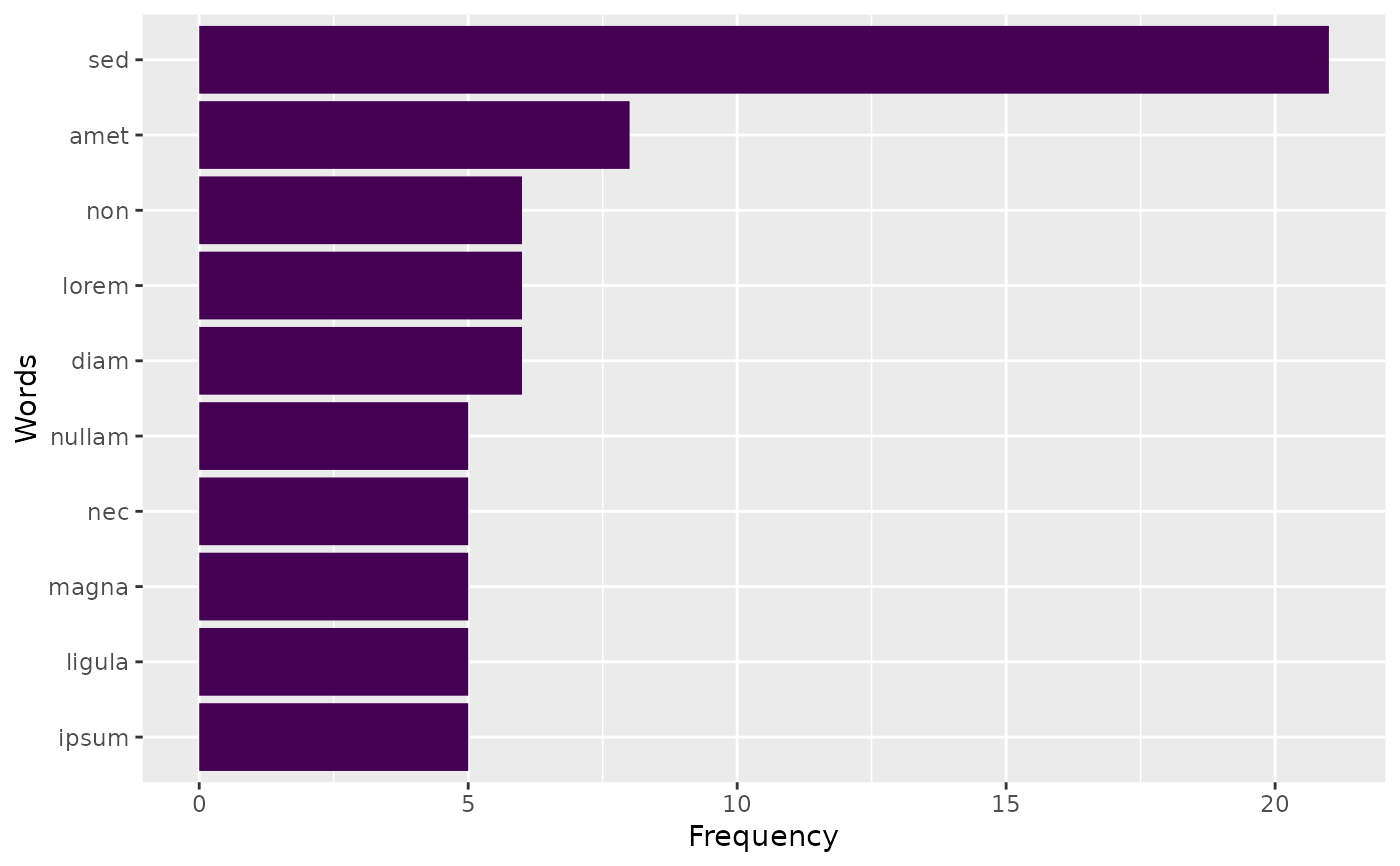 sed
amet
non
lorem
diam
nullam
nec
magna
ligula
ipsum
Words
0 5 10 15 20
Frequency